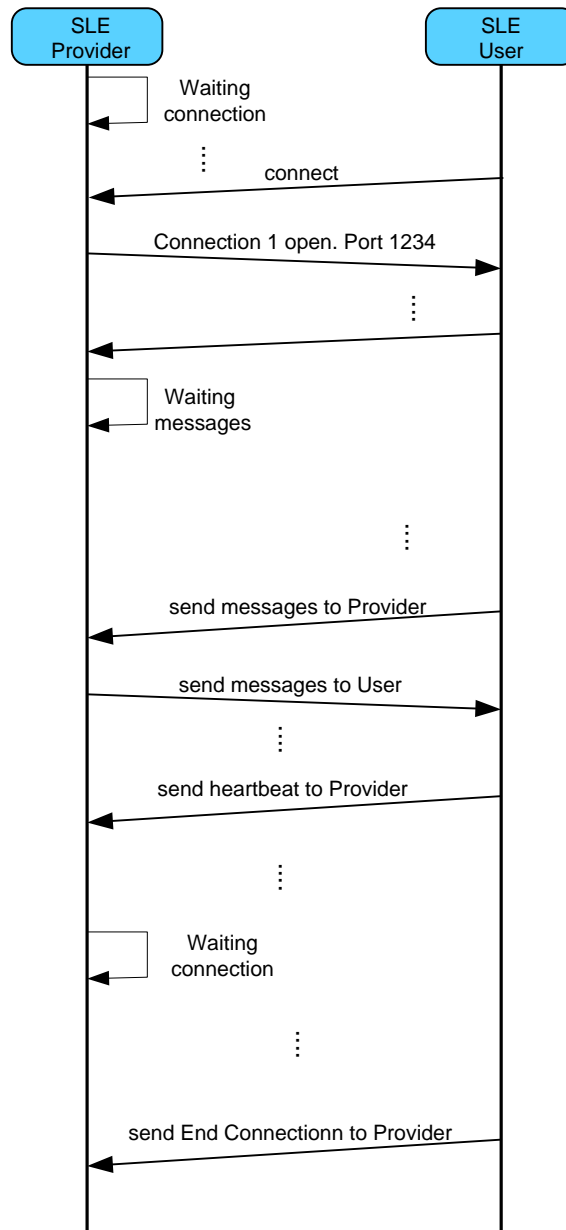 SLE
Provider
SLE
User
Waiting
connection
connect
Connection 1 open. Port 1234
Waiting
messages
send messages to Provider
send messages to User
send heartbeat to Provider
Waiting
connection
send End Connectionn to Provider